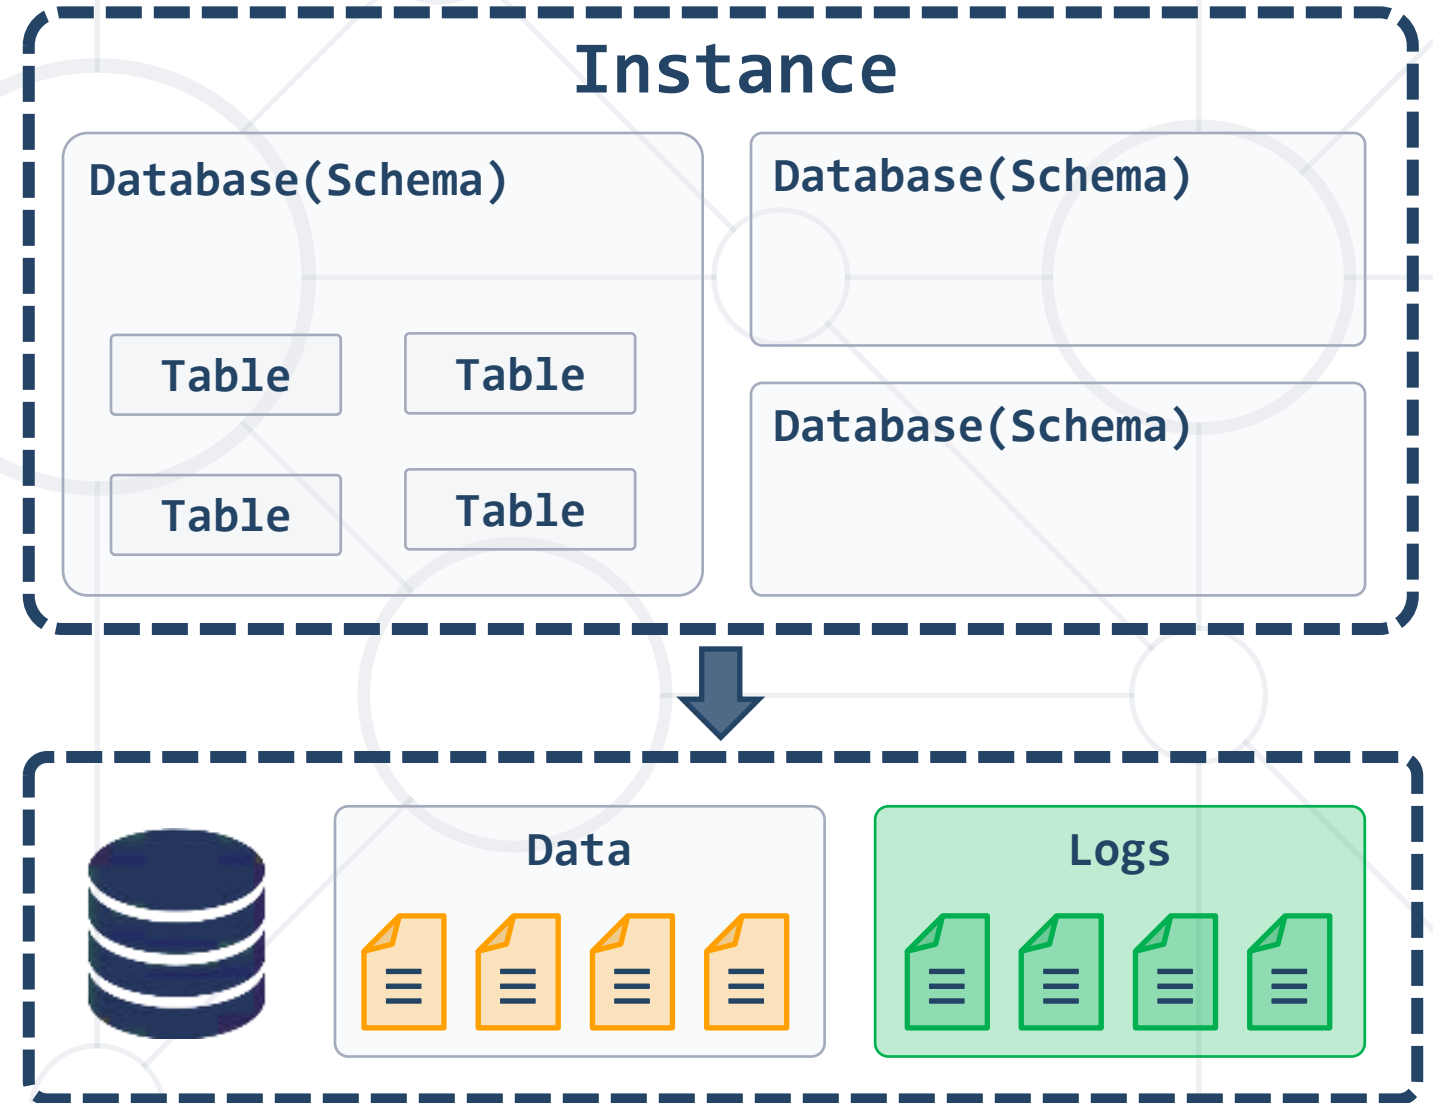 Instance
Database(Schema)
Table
Table
Table
Table
Database(Schema)
Database(Schema)
Data
Logs